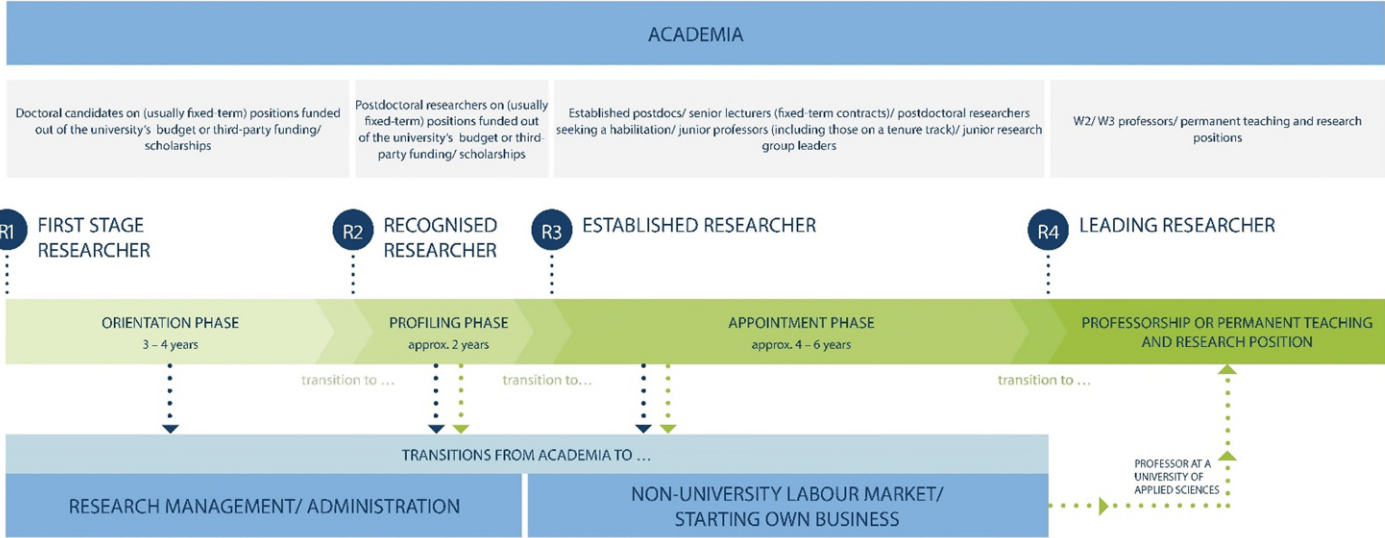 ACADEMIA
Doctoral candidates on (usually fixed-term) positions funded
out of the university's budget or third-party funding/
scholarships
Postdoctoral researchers on (usually
fixed-term) positions funded out
of the university's budget or third-
party funding/ scholarships
Established postdocs/ senior lecturers (fixed-term contracts)/ postdoctoral researchers
seeking a habilitation/ junior professors (including those on a tenure track)/ junior research
group leaders
W2/ W3 professors/ permanent teaching and research
positions
R1
FIRST STAGE
RESEARCHER
R2
RECOGNISED
RESEARCHER
R3
ESTABLISHED RESEARCHER
R4
LEADING RESEARCHER
ORIENTATION PHASE
3 – 4 years
PROFILING PHASE
approx. 2 years
APPOINTMENT PHASE
approx. 4 – 6 years
PROFESSORSHIP OR PERMANENT TEACHING
AND RESEARCH POSITION
transition to ...
transition to...
transition to ...
TRANSITIONS FROM ACADEMIA TO ...
RESEARCH MANAGEMENT/ ADMINISTRATION
NON-UNIVERSITY LABOUR MARKET/
STARTING OWN BUSINESS
PROFESSOR AT A
UNIVERSITY OF
APPLIED SCIENCES